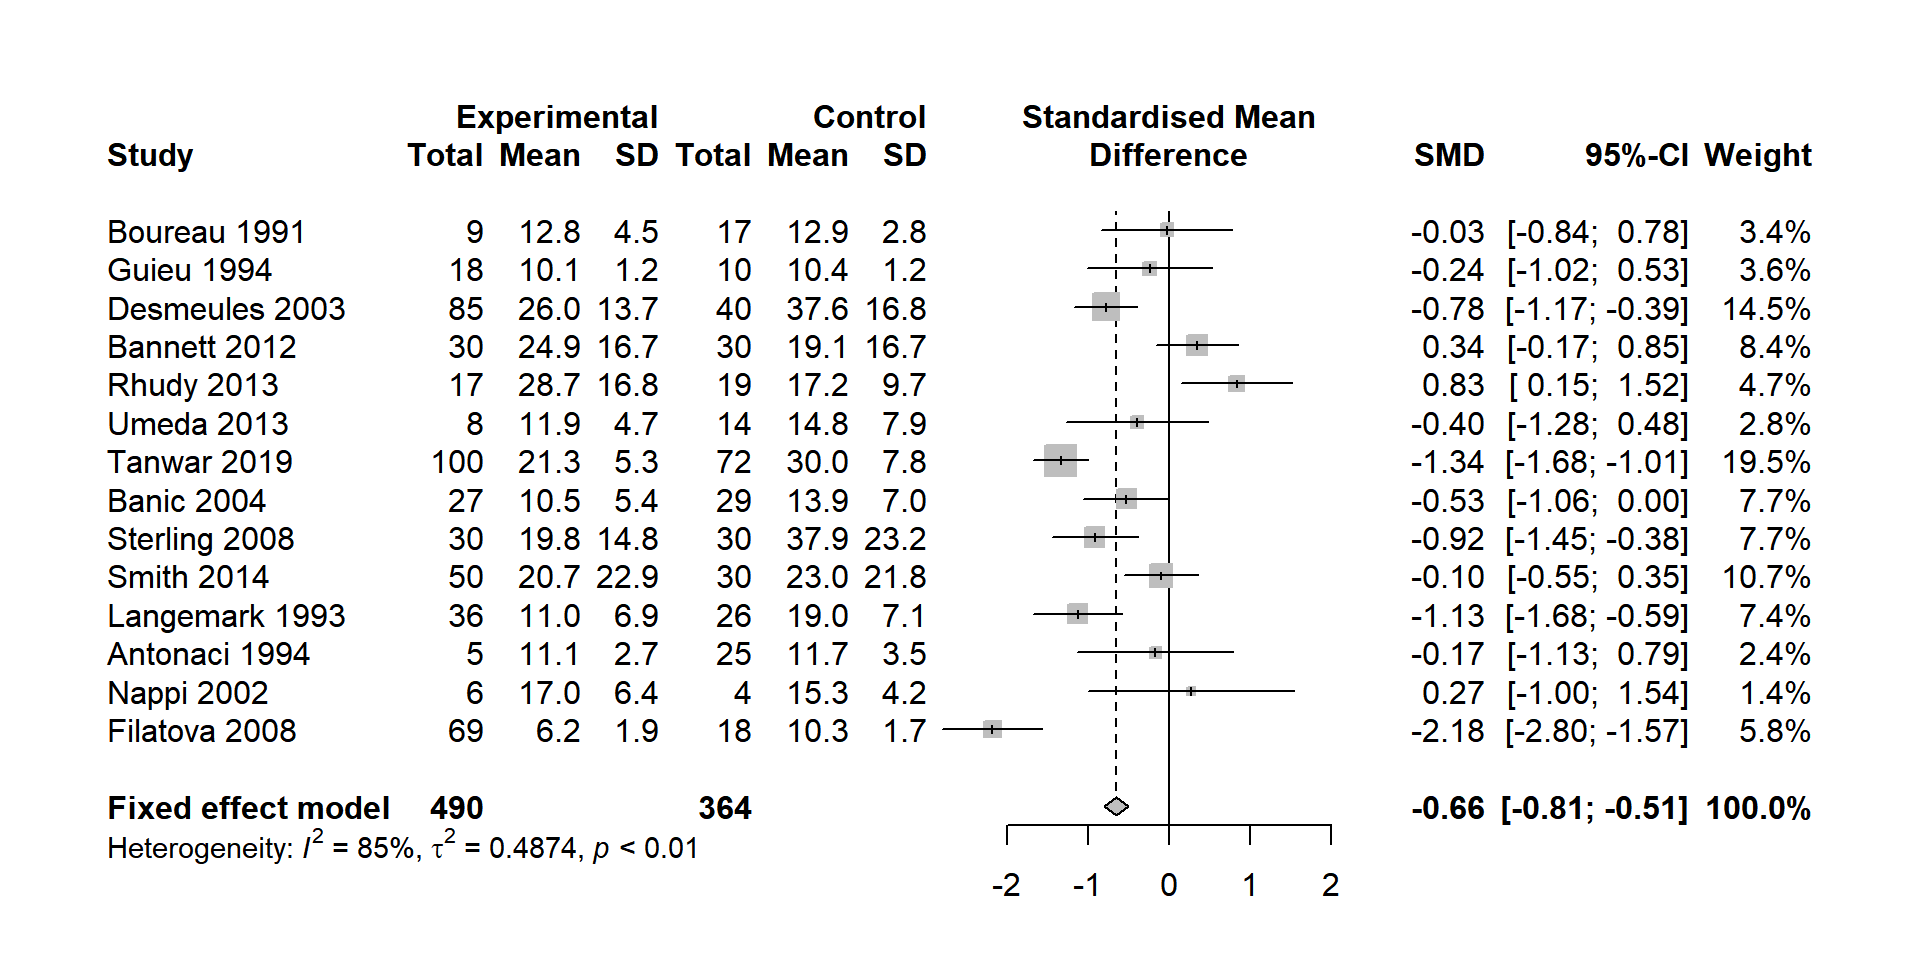 Experimental Control Standardised Mean
Study Total Mean SD Total Mean SD Difference SMD 95%-CI Weight
Boureau 1991 9 12.8 4.5 17 12.9 2.8 -0.03 [-0.84; 0.78] 3.4%
Guieu 1994 18 10.1 1.2 10 10.4 1.2 -0.24 [-1.02; 0.53] 3.6%
Desmeules 2003 85 26.0 13.7 40 37.6 16.8 -0.78 [-1.17; -0.39] 14.5%
Bannett 2012 30 24.9 16.7 30 19.1 16.7 0.34 [-0.17; 0.85] 8.4%
Rhudy 2013 17 28.7 16.8 19 17.2 9.7 0.83 [ 0.15; 1.52] 4.7%
Umeda 2013 8 11.9 4.7 14 14.8 7.9 -0.40 [-1.28; 0.48] 2.8%
Tanwar 2019 100 21.3 5.3 72 30.0 7.8 -1.34 [-1.68; -1.01] 19.5%
Banic 2004 27 10.5 5.4 29 13.9 7.0 -0.53 [-1.06; 0.00] 7.7%
Sterling 2008 30 19.8 14.8 30 37.9 23.2 -0.92 [-1.45; -0.38] 7.7%
Smith 2014 50 20.7 22.9 30 23.0 21.8 -0.10 [-0.55; 0.35] 10.7%
Langemark 1993 36 11.0 6.9 26 19.0 7.1 -1.13 [-1.68; -0.59] 7.4%
Antonaci 1994 5 11.1 2.7 25 11.7 3.5 -0.17 [-1.13; 0.79] 2.4%
Nappi 2002 6 17.0 6.4 4 15.3 4.2 0.27 [-1.00; 1.54] 1.4%
Filatova 2008 69 6.2 1.9 18 10.3 1.7 -2.18 [-2.80; -1.57] 5.8%
Fixed effect model 490 364 -0.66 [-0.81; -0.51] 100.0%
Heterogeneity: I² = 85%, τ² = 0.4874, p < 0.01
-2 -1 0 1 2